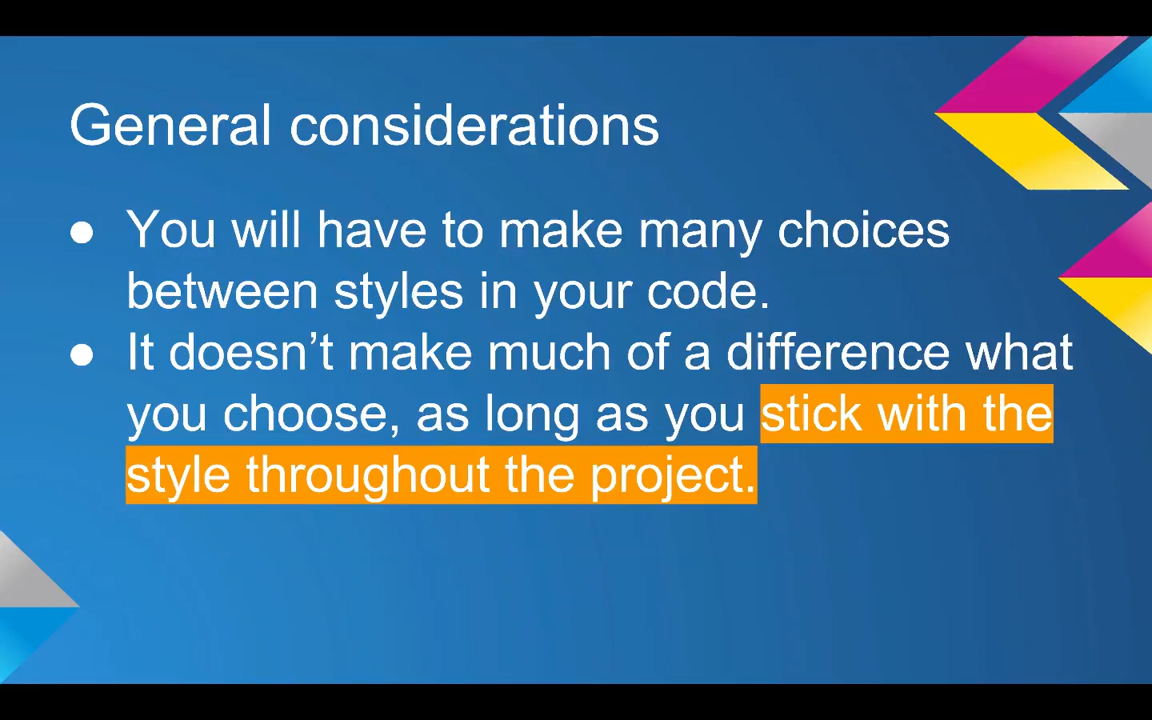 General considerations
● You will have to make many choices
between styles in your code.
● It doesn’t make much of a difference what
you choose, as long as you stick with the
style throughout the project.